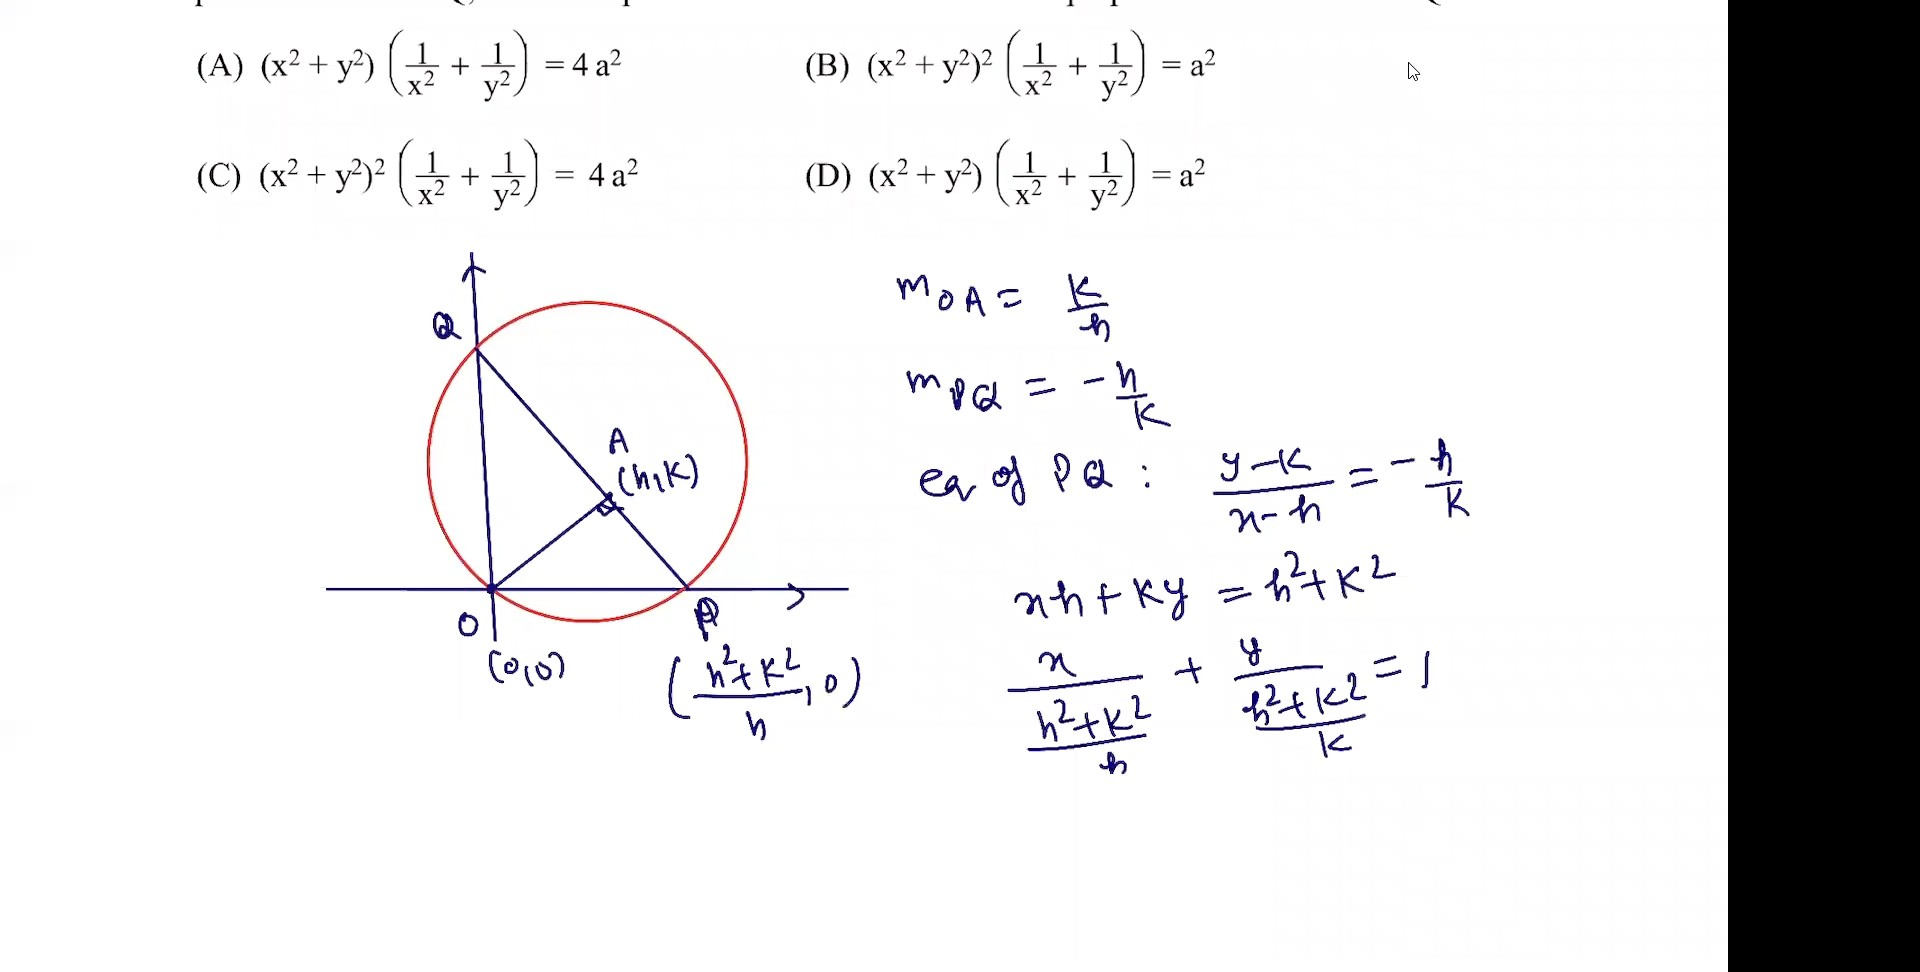 (A) (x² + y²) (1/x² + 1/y²) = 4 a² (B) (x² + y²)² (1/x² + 1/y²) = a²
(C) (x² + y²)² (1/x² + 1/y²) = 4 a² (D) (x² + y²) (1/x² + 1/y²) = a²
m OA = k/h
Q
m PQ = -h/k
A
(h,k)
eq of PQ : (y-k)/(x-h) = -h/k
xh + ky = h²+k²
O
P
(0,0)
((h²+k²)/h, 0)
x/((h²+k²)/h) + y/((h²+k²)/k) = 1